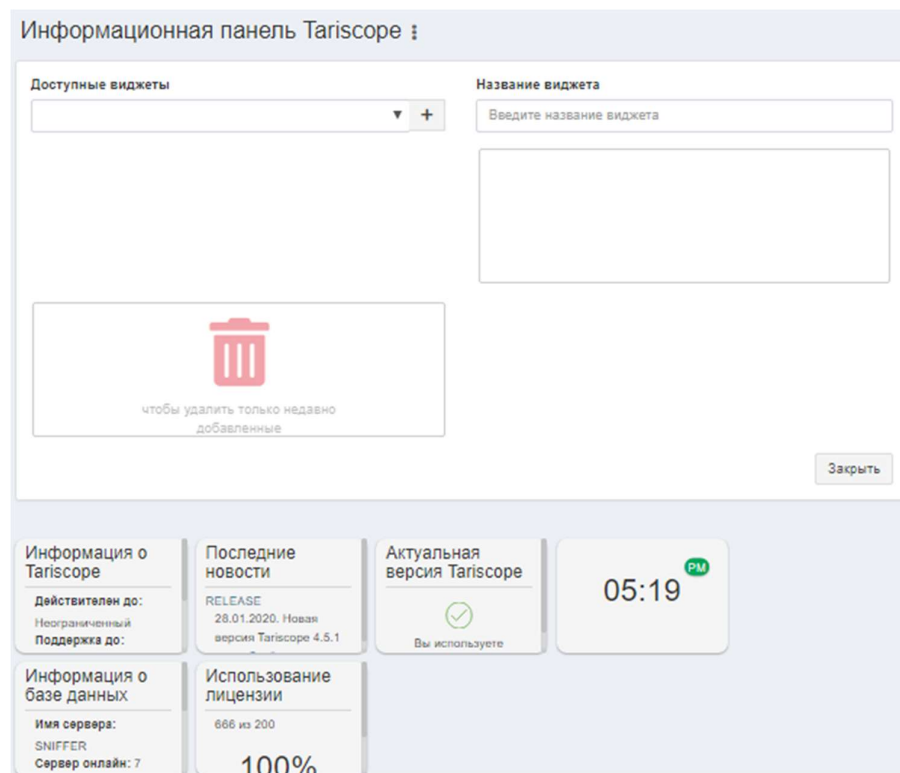 Информационная панель Tariscope
Доступные виджеты
Название виджета
Введите название виджета
чтобы удалить только недавно
добавленные
Закрыть
Информация о
Tariscope
Действителен до:
Неограниченный
Поддержка до:
Последние
новости
RELEASE
28.01.2020. Новая
версия Tariscope 4.5.1
Актуальная
версия Tariscope
Вы используете
05:19
PM
Информация о
базе данных
Имя сервера:
SNIFFER
Сервер онлайн: 7
Использование
лицензии
666 из 200
100%